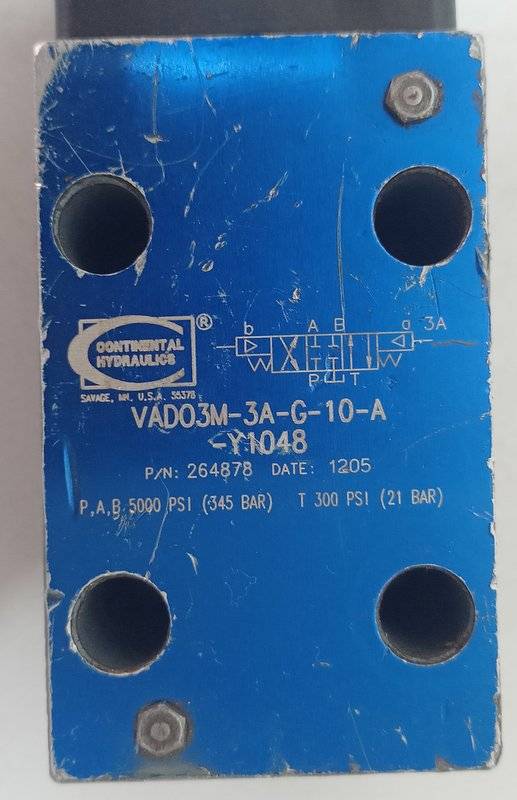 b A B a 3A
CONTINENTAL ®
HYDRAULICS
P T
SAVAGE, MN, U.S.A. 55378
VAD03M-3A-G-10-A
-Y1048
P/N: 264878 DATE: 1205
P,A,B 5000 PSI (345 BAR) T 300 PSI (21 BAR)